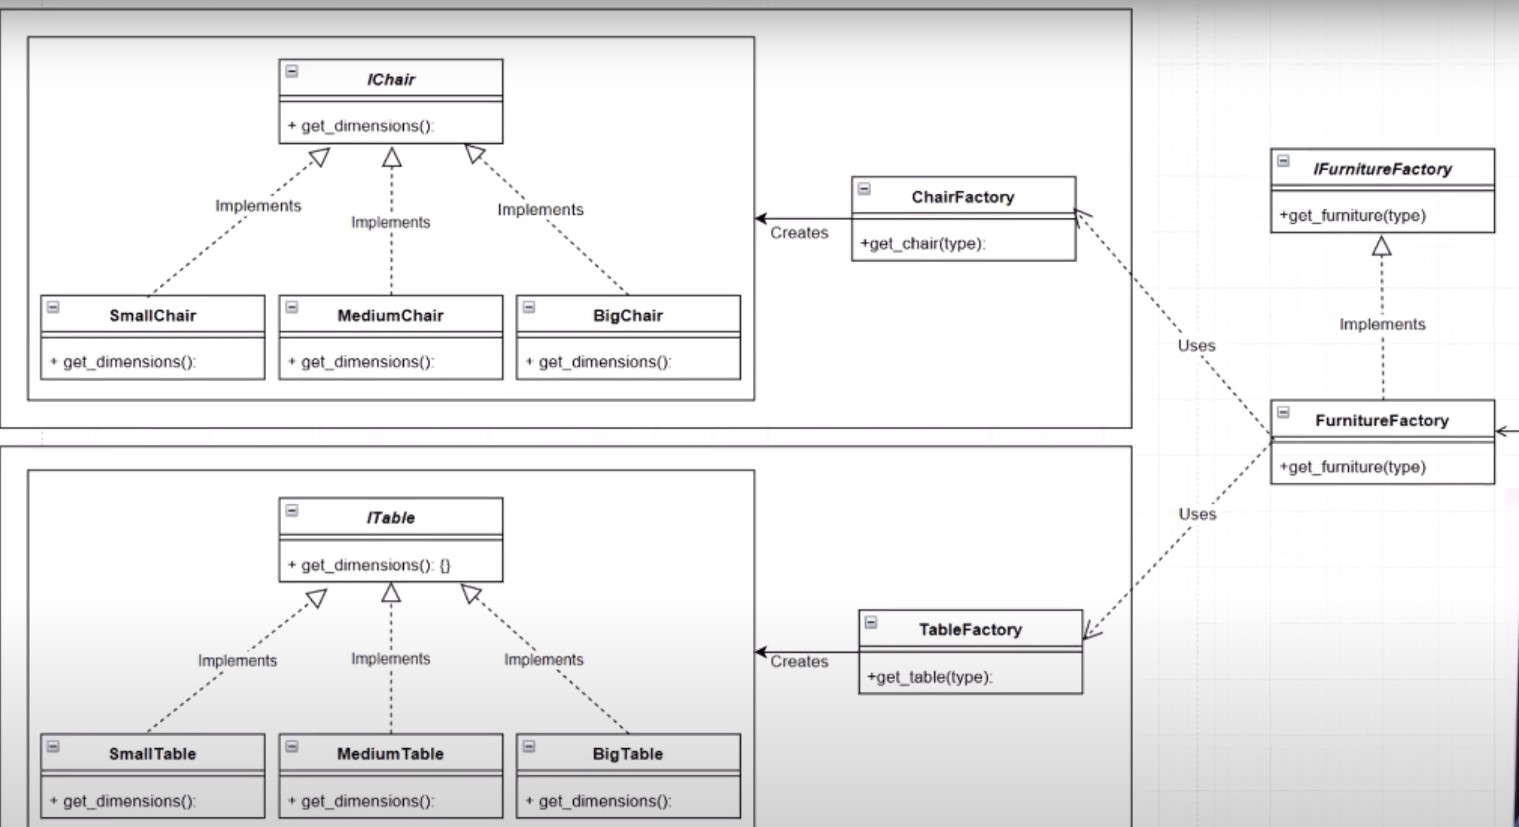 IChair
+ get_dimensions():
Implements
Implements
Implements
SmallChair
+ get_dimensions():
MediumChair
+ get_dimensions():
BigChair
+ get_dimensions():
Creates
ChairFactory
+get_chair(type):
IFurnitureFactory
+get_furniture(type)
Implements
Uses
FurnitureFactory
+get_furniture(type)
Uses
ITable
+ get_dimensions(): {}
Implements
Implements
Implements
SmallTable
+ get_dimensions():
MediumTable
+ get_dimensions():
BigTable
+ get_dimensions():
Creates
TableFactory
+get_table(type):